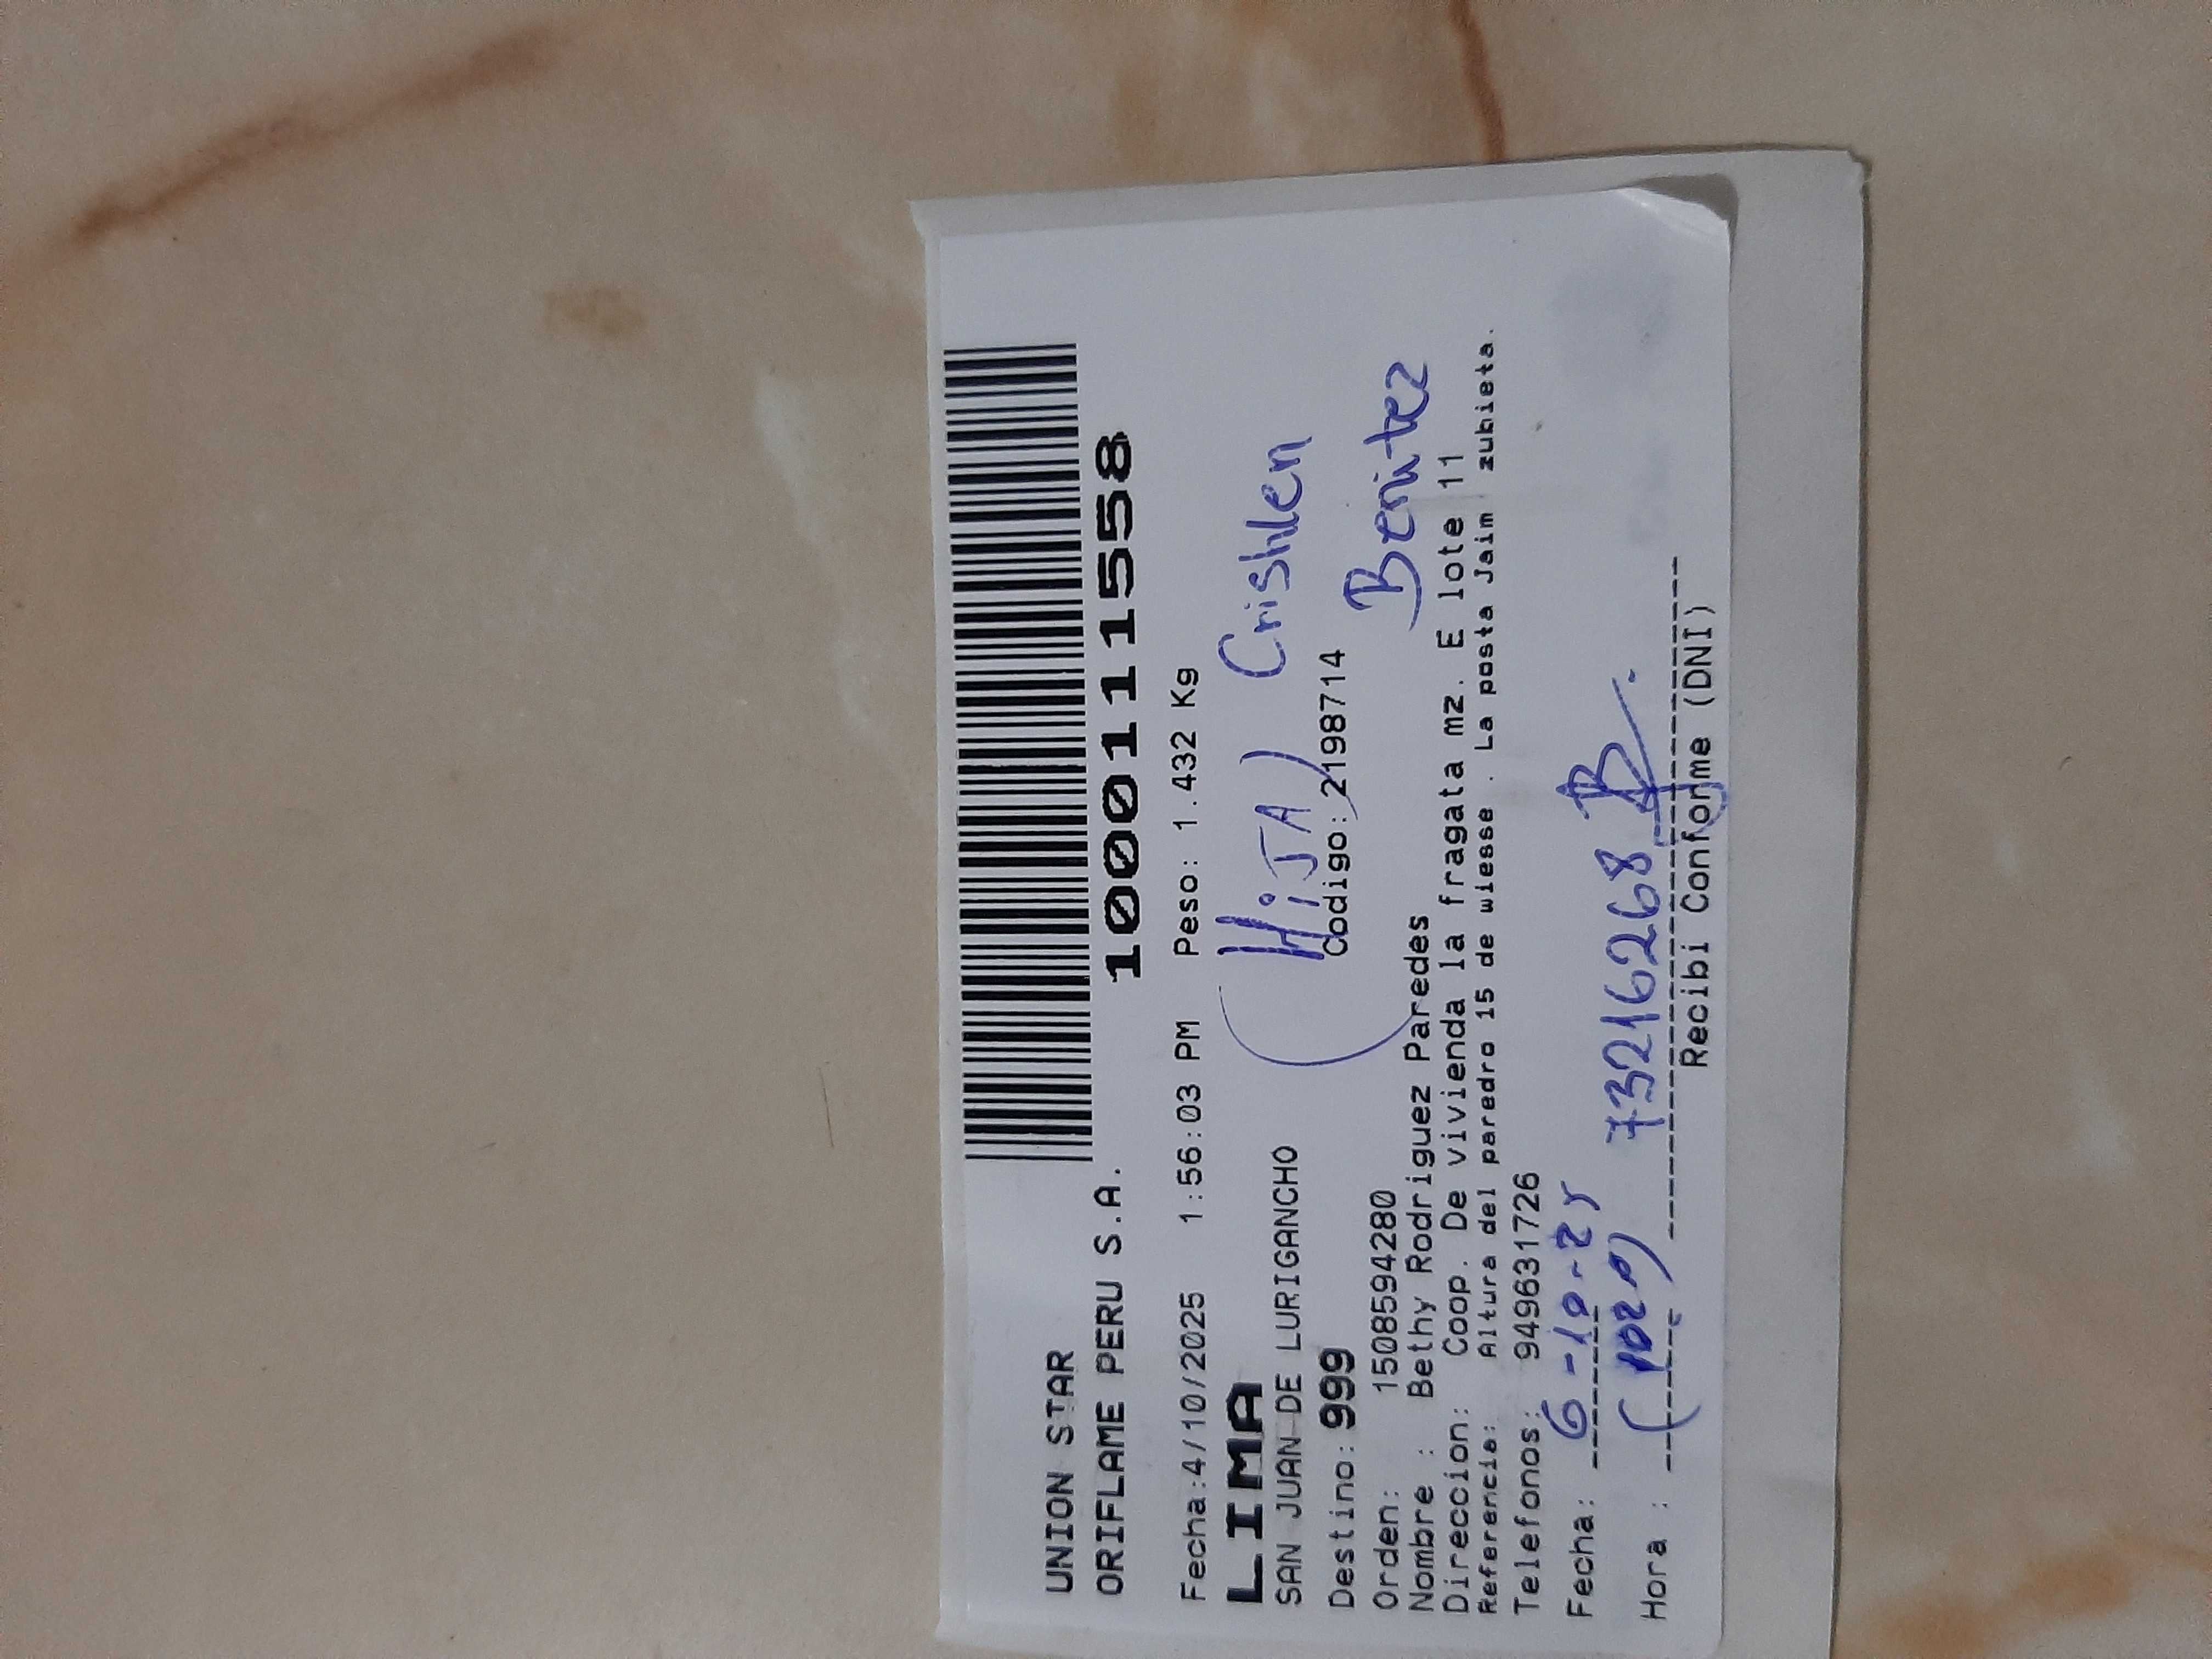 UNION STAR
ORIFLAME PERU S.A.
10001111558
Fecha:4/10/2025 1:56:03 PM Peso: 1.432 Kg
LIMA
(HiJA) Crishlen
SAN JUAN DE LURIGANCHO
Destino: 999 Codigo: 2198714
Benitez
Orden: 1508594280
Nombre : Bethy Rodriguez Paredes
Direccion: Coop. De vivienda la fragata mz. E lote 11
Referencia: Altura del paredro 15 de wiesse . La posta Jaim zubieta.
Telefonos: 949631726
Fecha: 6-10-25
Hora : 73216268
Recibi Conforme (DNI)